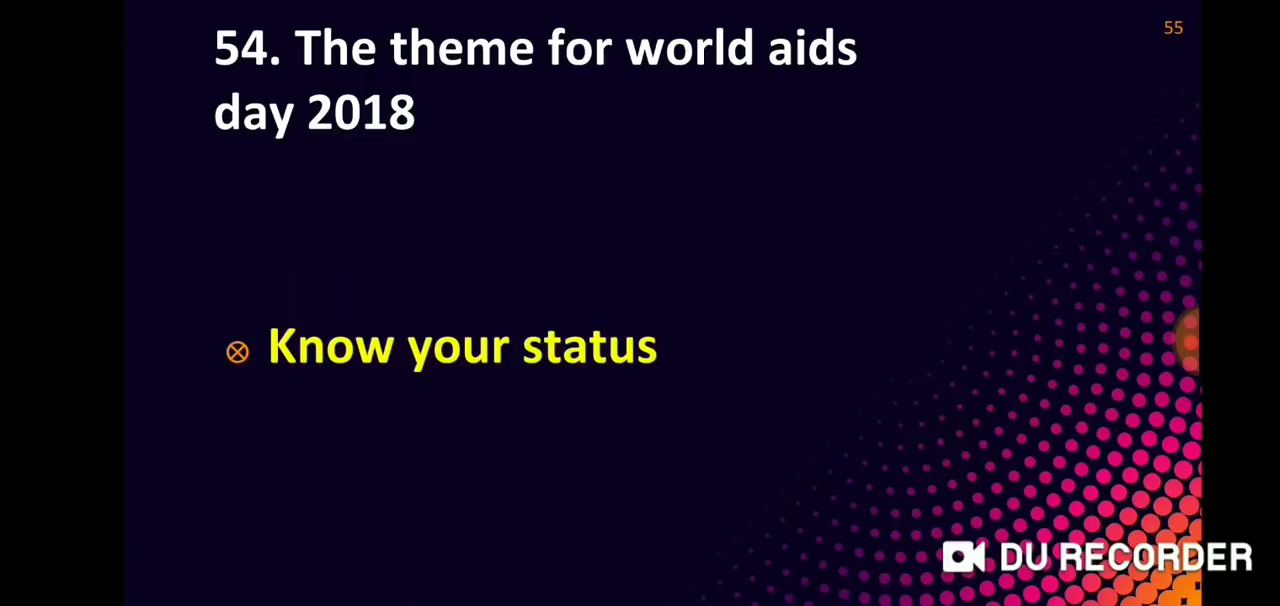 55
54. The theme for world aids
day 2018
Know your status
DU RECORDER